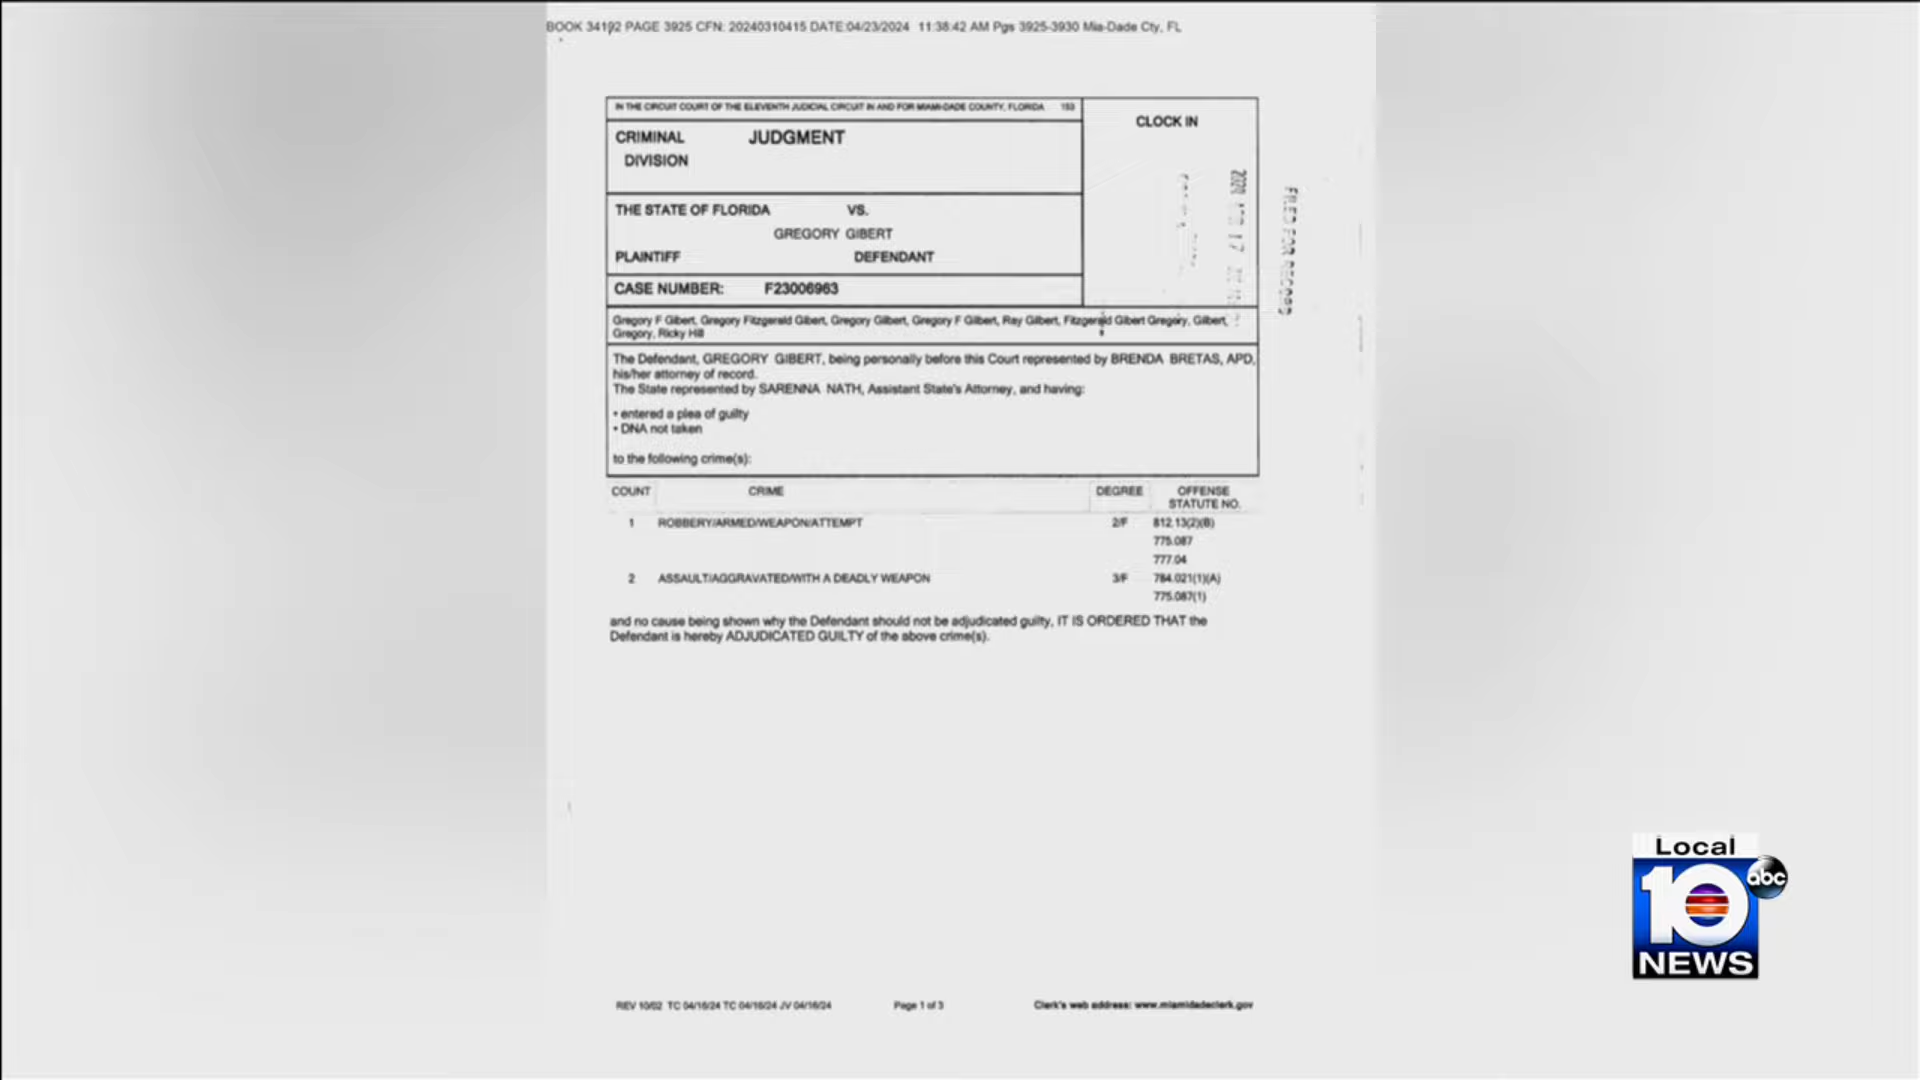 BOOK 34192 PAGE 3925 CFN: 20240310415 DATE:04/23/2024 11:38:42 AM Pgs 3925-3930 Mia-Dade Cty, FL
IN THE CIRCUIT COURT OF THE ELEVENTH JUDICIAL CIRCUIT IN AND FOR MIAMI-DADE COUNTY, FLORIDA 153
CLOCK IN
CRIMINAL JUDGMENT
DIVISION
THE STATE OF FLORIDA VS.
GREGORY GIBERT
PLAINTIFF DEFENDANT
CASE NUMBER: F23006963
FILED FOR RECORD
Gregory F Gibert, Gregory Fitzgerald Gibert, Gregory Gilbert, Gregory F Gilbert, Ray Gilbert, Fitzgerald Gibert Gregory, Gilbert,
Gregory, Ricky Hill
The Defendant, GREGORY GIBERT, being personally before this Court represented by BRENDA BRETAS, APD,
his/her attorney of record.
The State represented by SARENNA NATH, Assistant State's Attorney, and having:
• entered a plea of guilty
• DNA not taken
to the following crime(s):
COUNT CRIME DEGREE OFFENSE
STATUTE NO.
1 ROBBERY/ARMED/WEAPON/ATTEMPT 2/F 812.13(2)(B)
775.087
777.04
2 ASSAULT/AGGRAVATED/WITH A DEADLY WEAPON 3/F 784.021(1)(A)
775.087(1)
and no cause being shown why the Defendant should not be adjudicated guilty, IT IS ORDERED THAT the
Defendant is hereby ADJUDICATED GUILTY of the above crime(s).
REV 10/02 TC 04/16/24 TC 04/16/24 JV 04/16/24 Page 1 of 3 Clerk's web address: www.miamidadeclerk.gov
Local
10 abc
NEWS